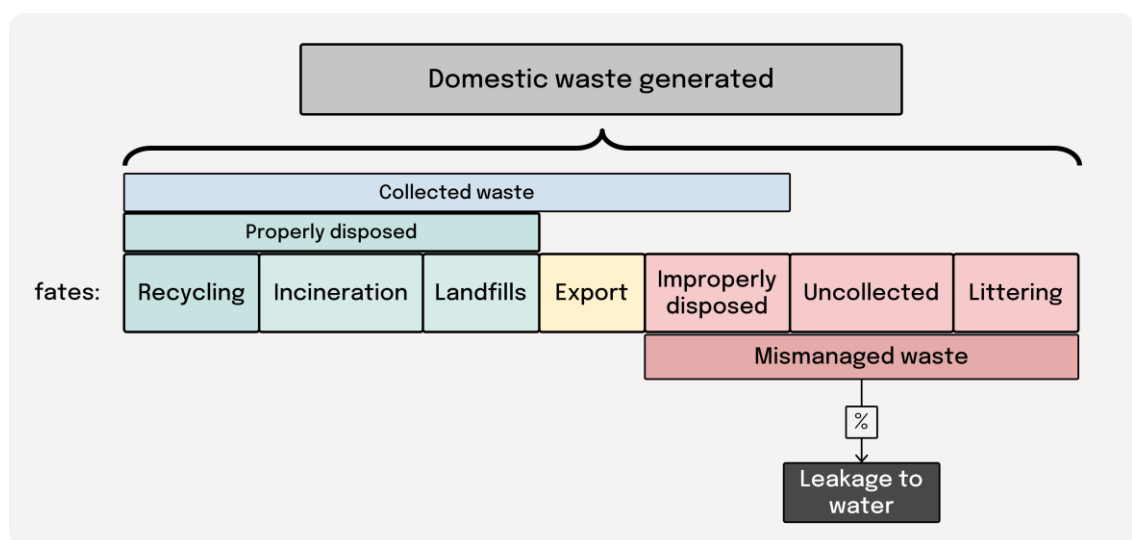 Domestic waste generated
Collected waste
Properly disposed
fates:
Recycling
Incineration
Landfills
Export
Improperly
disposed
Uncollected
Littering
Mismanaged waste
%
Leakage to
water